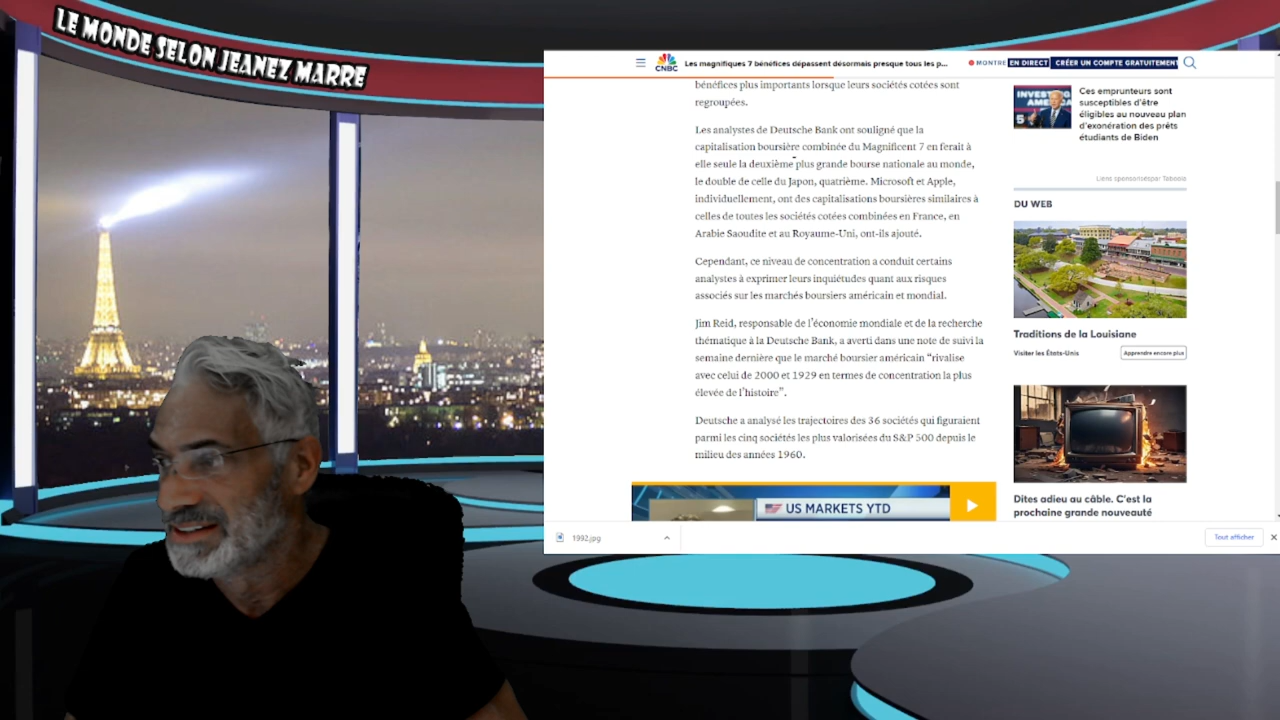 LE MONDE SELON JEANEZ MARRE
CNBC
Les magnifiques 7 bénéfices dépassent désormais presque tous les p...
MONTRE EN DIRECT CRÉER UN COMPTE GRATUITEMENT
bénéfices plus importants lorsque leurs sociétés cotées sont
regroupées.
Les analystes de Deutsche Bank ont souligné que la
capitalisation boursière combinée du Magnificent 7 en ferait à
elle seule la deuxième plus grande bourse nationale au monde,
le double de celle du Japon, quatrième. Microsoft et Apple,
individuellement, ont des capitalisations boursières similaires à
celles de toutes les sociétés cotées combinées en France, en
Arabie Saoudite et au Royaume-Uni, ont-ils ajouté.
Cependant, ce niveau de concentration a conduit certains
analystes à exprimer leurs inquiétudes quant aux risques
associés sur les marchés boursiers américain et mondial.
Jim Reid, responsable de l'économie mondiale et de la recherche
thématique à la Deutsche Bank, a averti dans une note de suivi la
semaine dernière que le marché boursier américain “rivalise
avec celui de 2000 et 1929 en termes de concentration la plus
élevée de l'histoire”.
Deutsche a analysé les trajectoires des 36 sociétés qui figuraient
parmi les cinq sociétés les plus valorisées du S&P 500 depuis le
milieu des années 1960.
US MARKETS YTD
Ces emprunteurs sont
susceptibles d'être
éligibles au nouveau plan
d'exonération des prêts
étudiants de Biden
Liens sponsoriséspar Taboola
DU WEB
Traditions de la Louisiane
Visiter les États-Unis
Apprendre encore plus
Dites adieu au câble. C'est la
prochaine grande nouveauté
1992.jpg
Tout afficher